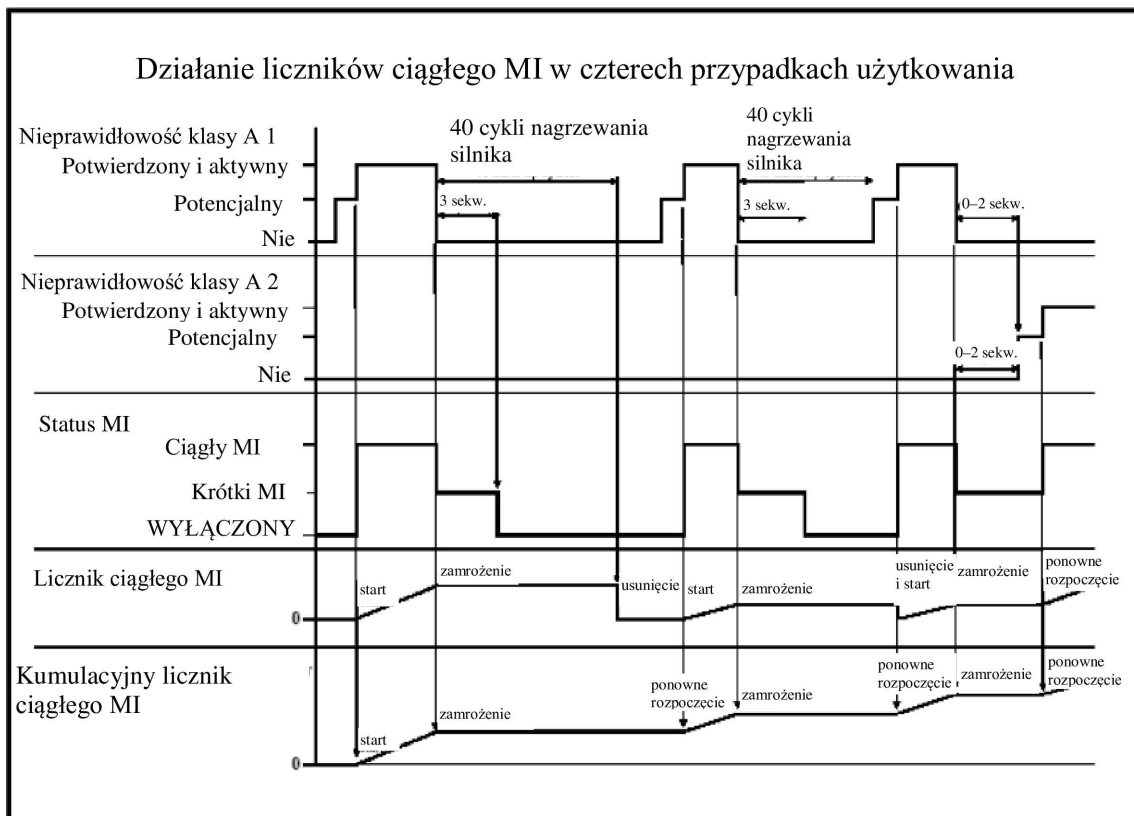 Działanie liczników ciągłego MI w czterech przypadkach użytkowania
Nieprawidłowość klasy A 1
Potwierdzony i aktywny
Potencjalny
Nie
40 cykli nagrzewania
silnika
3 sekw.
40 cykli
nagrzewania
silnika
3 sekw.
0–2 sekw.
Nieprawidłowość klasy A 2
Potwierdzony i aktywny
Potencjalny
Nie
0–2 sekw.
Status MI
Ciągły MI
Krótki MI
WYŁĄCZONY
Licznik ciągłego MI
0
start
zamrożenie
usunięcie
start
zamrożenie
usunięcie
i start
zamrożenie
ponowne
rozpoczęcie
Kumulacyjny licznik
ciągłego MI
0
start
zamrożenie
ponowne
rozpoczęcie
zamrożenie
ponowne
rozpoczęcie
zamrożenie
ponowne
rozpoczęcie